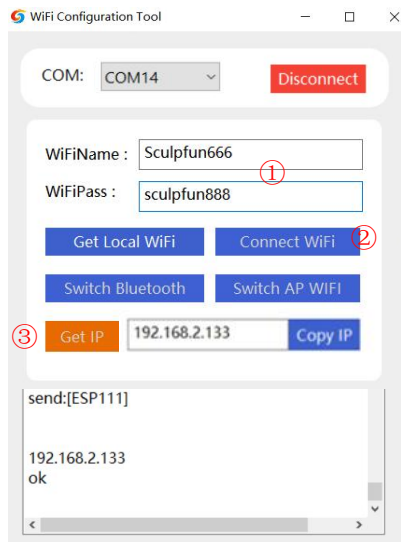 WiFi Configuration Tool
COM: COM14 Disconnect
WiFiName : Sculpfun666
①
WiFiPass : sculpfun888
Get Local WiFi Connect WiFi ②
Switch Bluetooth Switch AP WIFI
③ Get IP 192.168.2.133 Copy IP
send:[ESP111]
192.168.2.133
ok